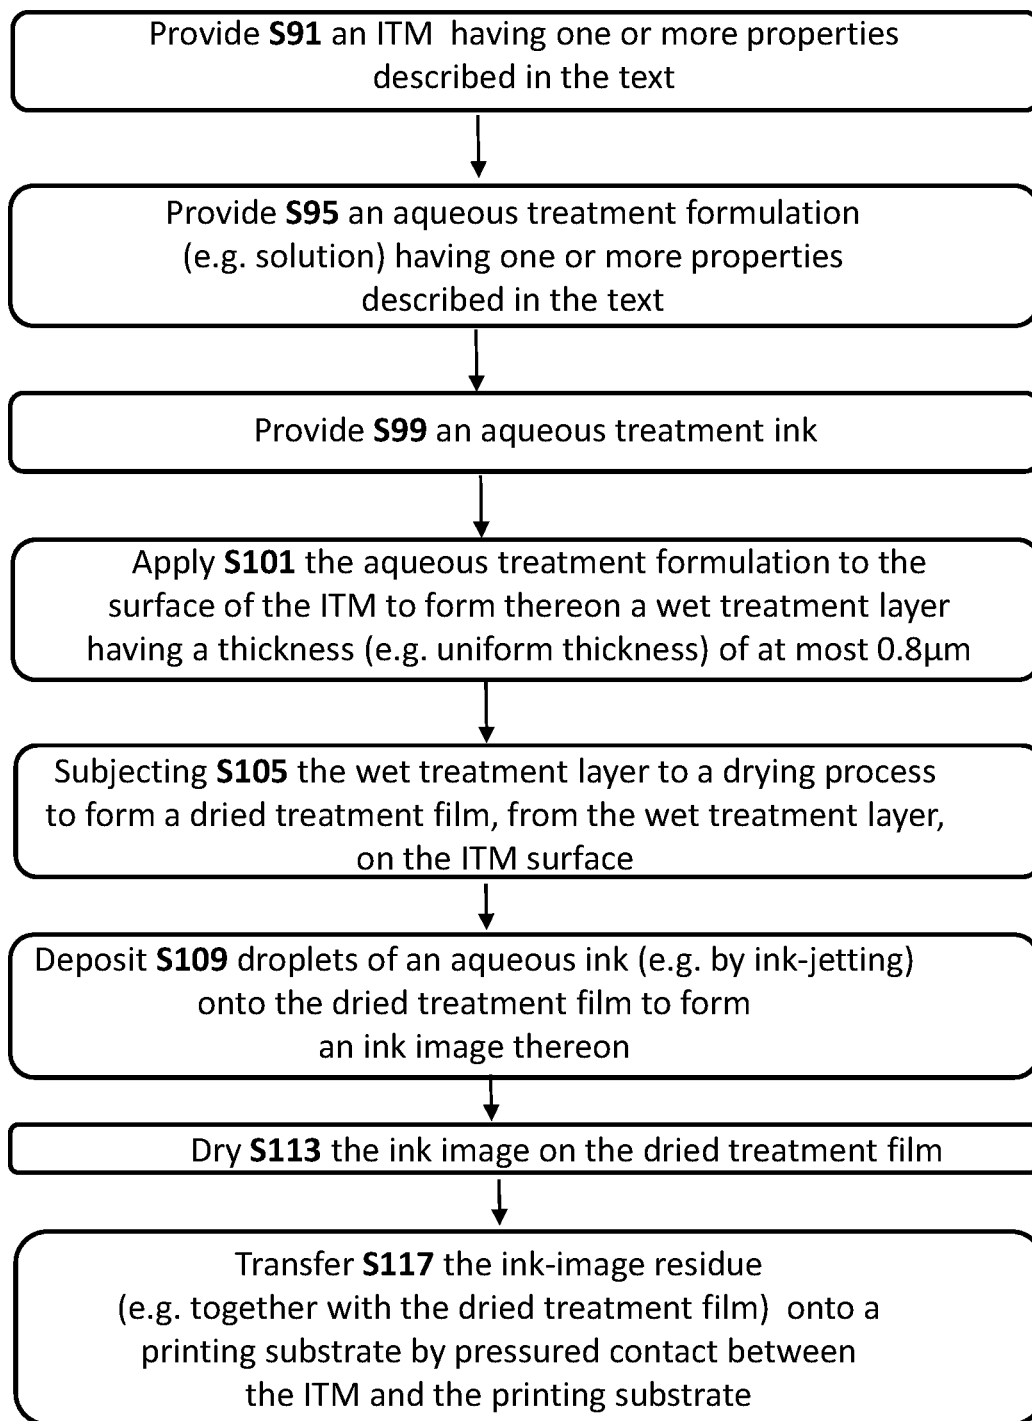 Provide S91 an ITM having one or more properties
described in the text
Provide S95 an aqueous treatment formulation
(e.g. solution) having one or more properties
described in the text
Provide S99 an aqueous treatment ink
Apply S101 the aqueous treatment formulation to the
surface of the ITM to form thereon a wet treatment layer
having a thickness (e.g. uniform thickness) of at most 0.8µm
Subjecting S105 the wet treatment layer to a drying process
to form a dried treatment film, from the wet treatment layer,
on the ITM surface
Deposit S109 droplets of an aqueous ink (e.g. by ink-jetting)
onto the dried treatment film to form
an ink image thereon
Dry S113 the ink image on the dried treatment film
Transfer S117 the ink-image residue
(e.g. together with the dried treatment film) onto a
printing substrate by pressured contact between
the ITM and the printing substrate